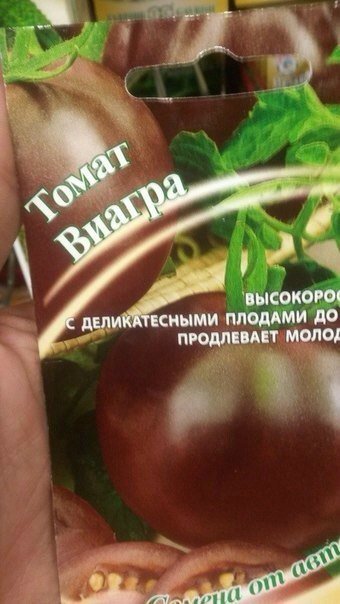 Томат
Виагра
ВЫСОКОРОС
С ДЕЛИКАТЕСНЫМИ ПЛОДАМИ ДО
ПРОДЛЕВАЕТ МОЛОД
Семена от авт